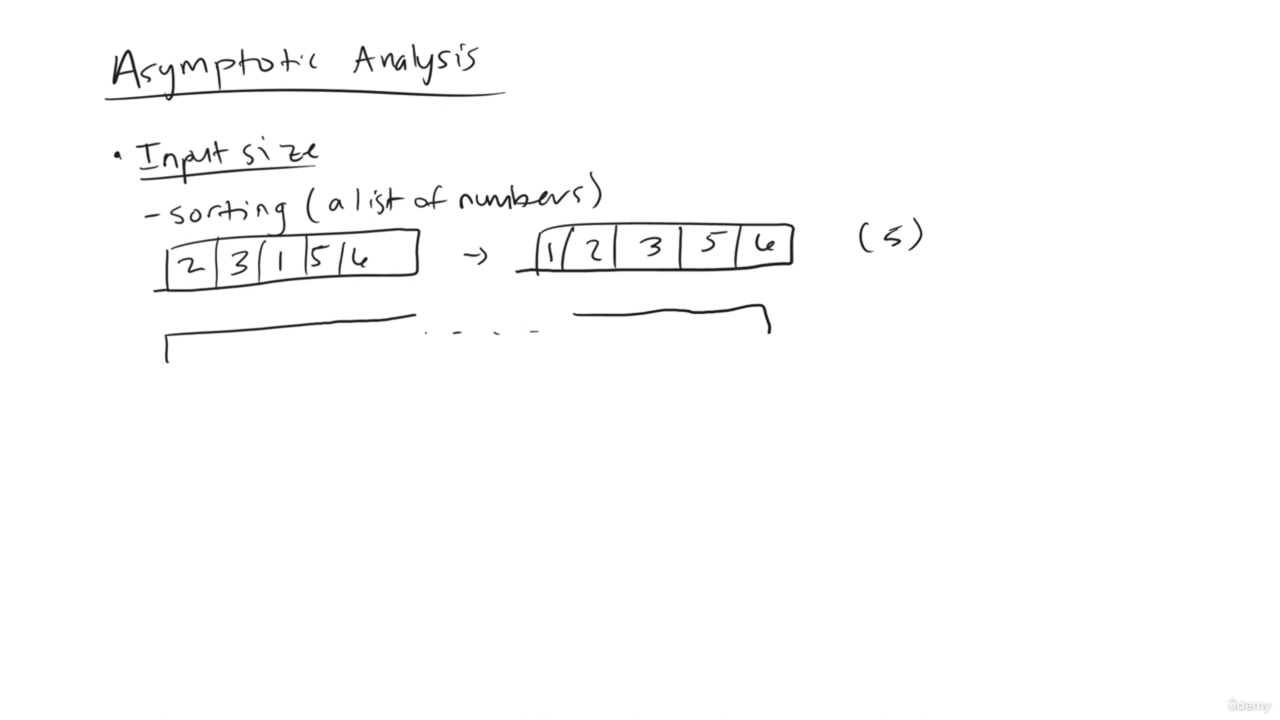 Asymptotic Analysis
• Input size
- sorting (a list of numbers)
2 3 1 5 6 → 1 2 3 5 6 (5)
ûdemy